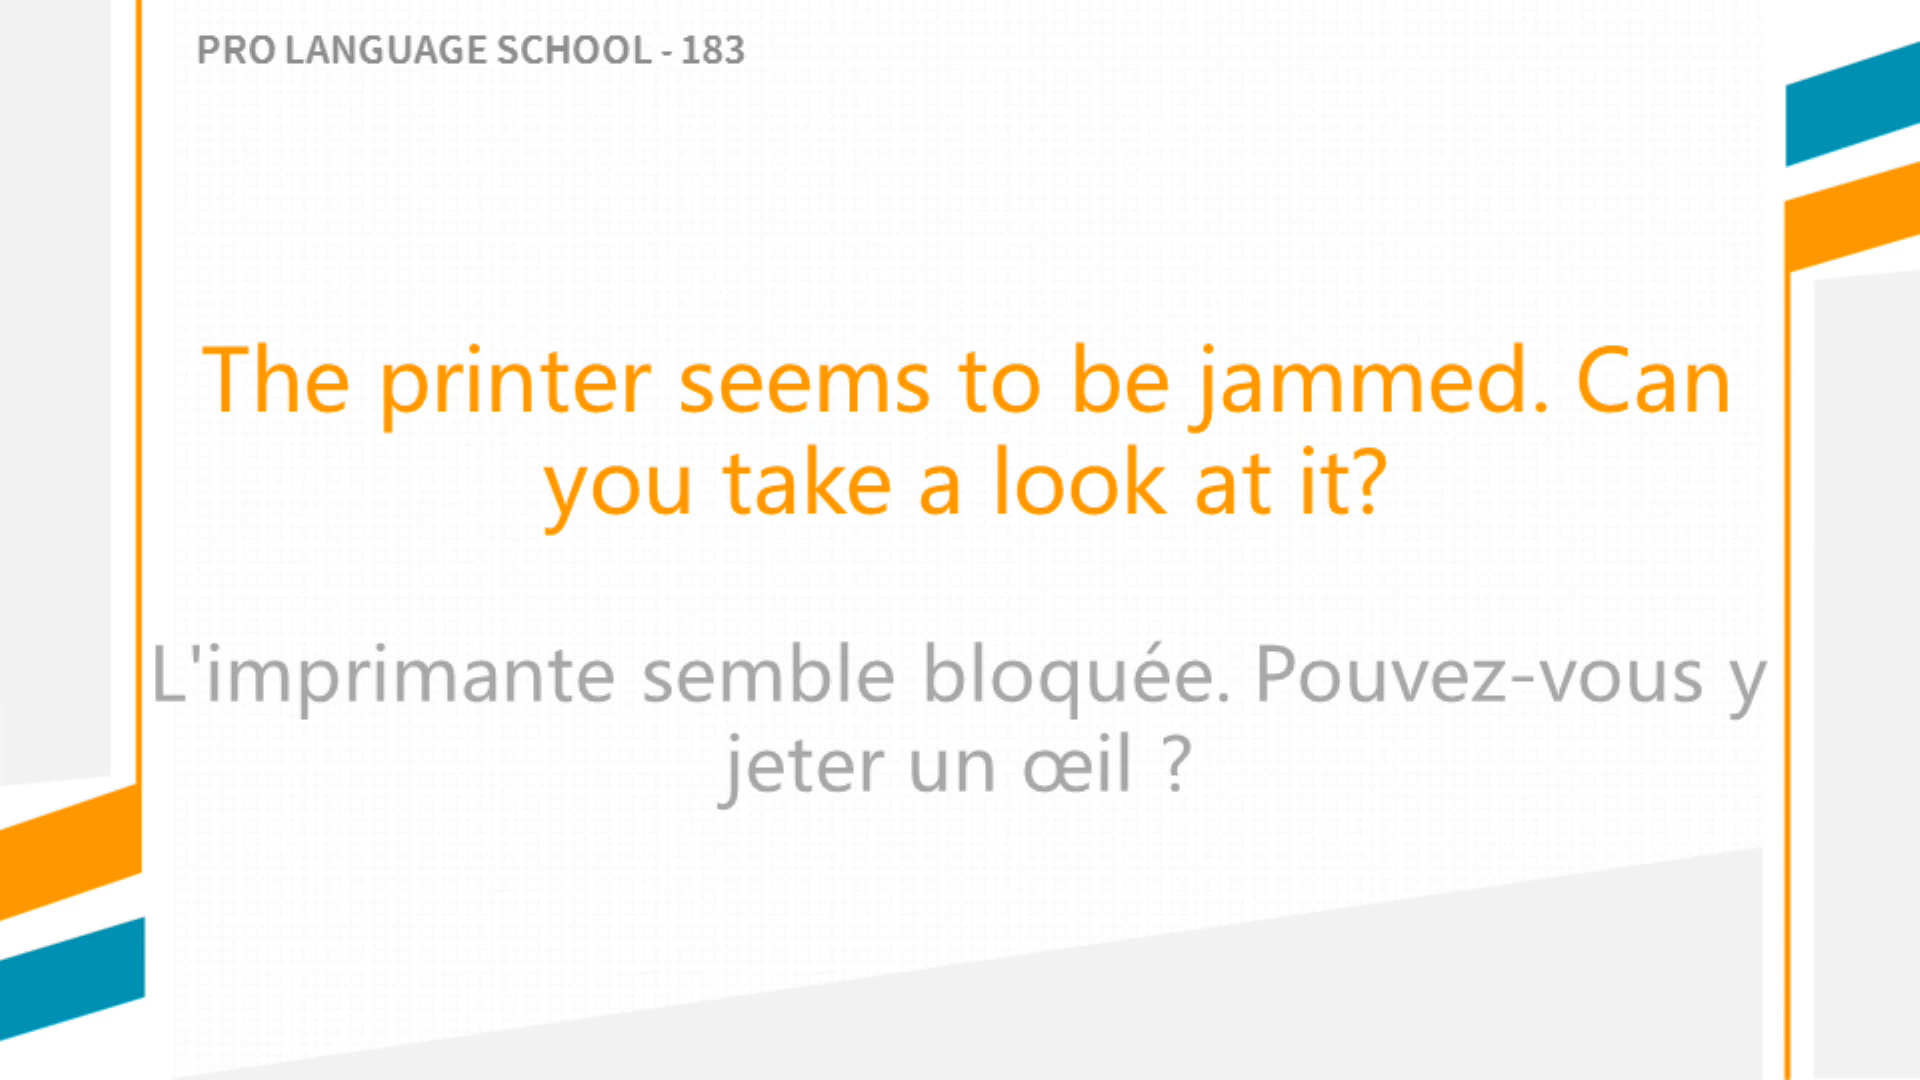 PRO LANGUAGE SCHOOL - 183
The printer seems to be jammed. Can
you take a look at it?
L'imprimante semble bloquée. Pouvez-vous y
jeter un œil ?